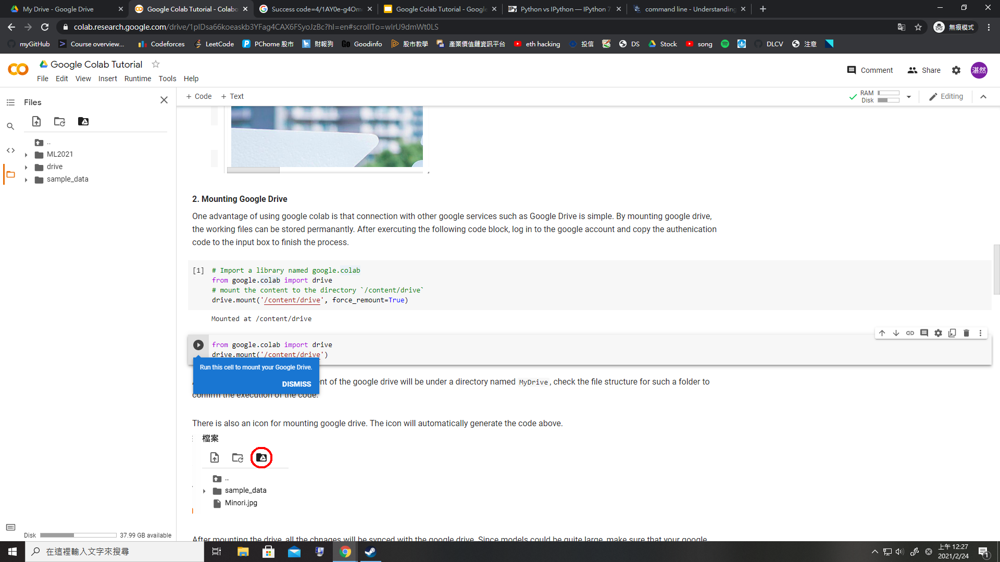 My Drive - Google Drive
Google Colab Tutorial - Colabo
Success code=4/1AY0e-g4Om
Google Colab Tutorial - Google
Python vs IPython — IPython 7
command line - Understanding
colab.research.google.com/drive/1plDsa66koeaskb3YFag4CAX6FSyoJzBc?hl=en#scrollTo=wlrU9dmWt0LS
無痕模式
myGitHub
Course overview...
Codeforces
LeetCode
PChome 股市
財報狗
Goodinfo
股市教學
產業價值鏈資訊平台
eth hacking
投信
DS
Stock
song
DLCV
注意
Google Colab Tutorial
File Edit View Insert Runtime Tools Help
Comment
Share
湛然
Files
+ Code + Text
RAM
Disk
Editing
..
ML2021
drive
sample_data
2. Mounting Google Drive
One advantage of using google colab is that connection with other google services such as Google Drive is simple. By mounting google drive,
the working files can be stored permanantly. After exercuting the following code block, log in to the google account and copy the authenication
code to the input box to finish the process.
[1] # Import a library named google.colab
from google.colab import drive
# mount the content to the directory `/content/drive`
drive.mount('/content/drive', force_remount=True)
Mounted at /content/drive
from google.colab import drive
drive.mount('/content/drive')
Run this cell to mount your Google Drive.
DISMISS
nt of the google drive will be under a directory named MyDrive, check the file structure for such a folder to
confirm the execution of the code.
There is also an icon for mounting google drive. The icon will automatically generate the code above.
檔案
..
sample_data
Minori.jpg
After mounting the drive, all the chnages will be synced with the google drive. Since models could be quite large, make sure that your google
Disk 37.99 GB available
在這裡輸入文字來搜尋
上午 12:27
2021/2/24
1